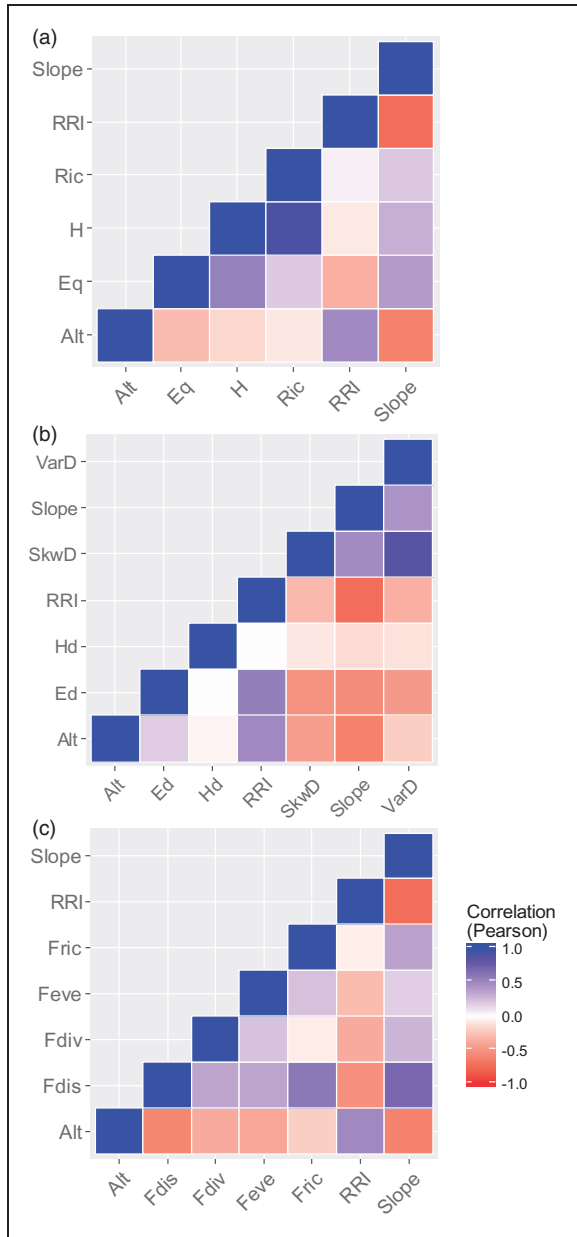 (a)
Slope
RRI
Ric
H
Eq
Alt
Alt Eq H Ric RRI Slope
(b)
VarD
Slope
SkwD
RRI
Hd
Ed
Alt
Alt Ed Hd RRI SkwD Slope VarD
(c)
Slope
RRI
Fric
Feve
Fdiv
Fdis
Alt
Alt Fdis Fdiv Feve Fric RRI Slope
Correlation
(Pearson)
1.0
0.5
0.0
-0.5
-1.0